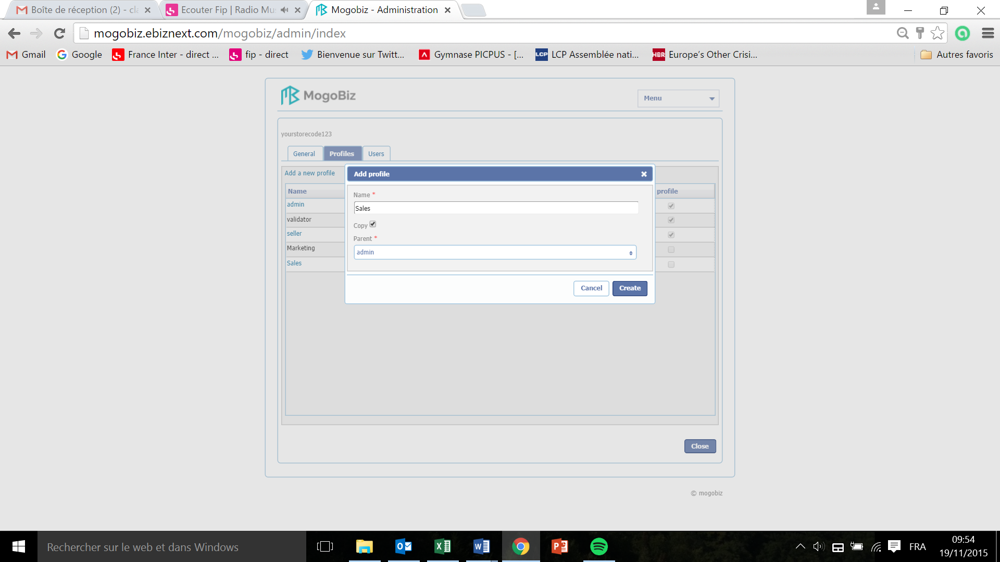 Boîte de réception (2) - cla
Ecouter Fip | Radio Mu
Mogobiz - Administration
mogobiz.ebiznext.com/mogobiz/admin/index
Gmail
Google
France Inter - direct ...
fip - direct
Bienvenue sur Twitt...
Gymnase PICPUS - [...
LCP
LCP Assemblée nati...
HBR
Europe's Other Crisi...
Autres favoris
MogoBiz
Menu
yourstorecode123
General
Profiles
Users
Add a new profile
Add profile
Name
profile
Name *
admin
Sales
validator
Copy
seller
Parent *
Marketing
admin
Sales
Cancel
Create
Close
© mogobiz
Rechercher sur le web et dans Windows
FRA
09:54
19/11/2015